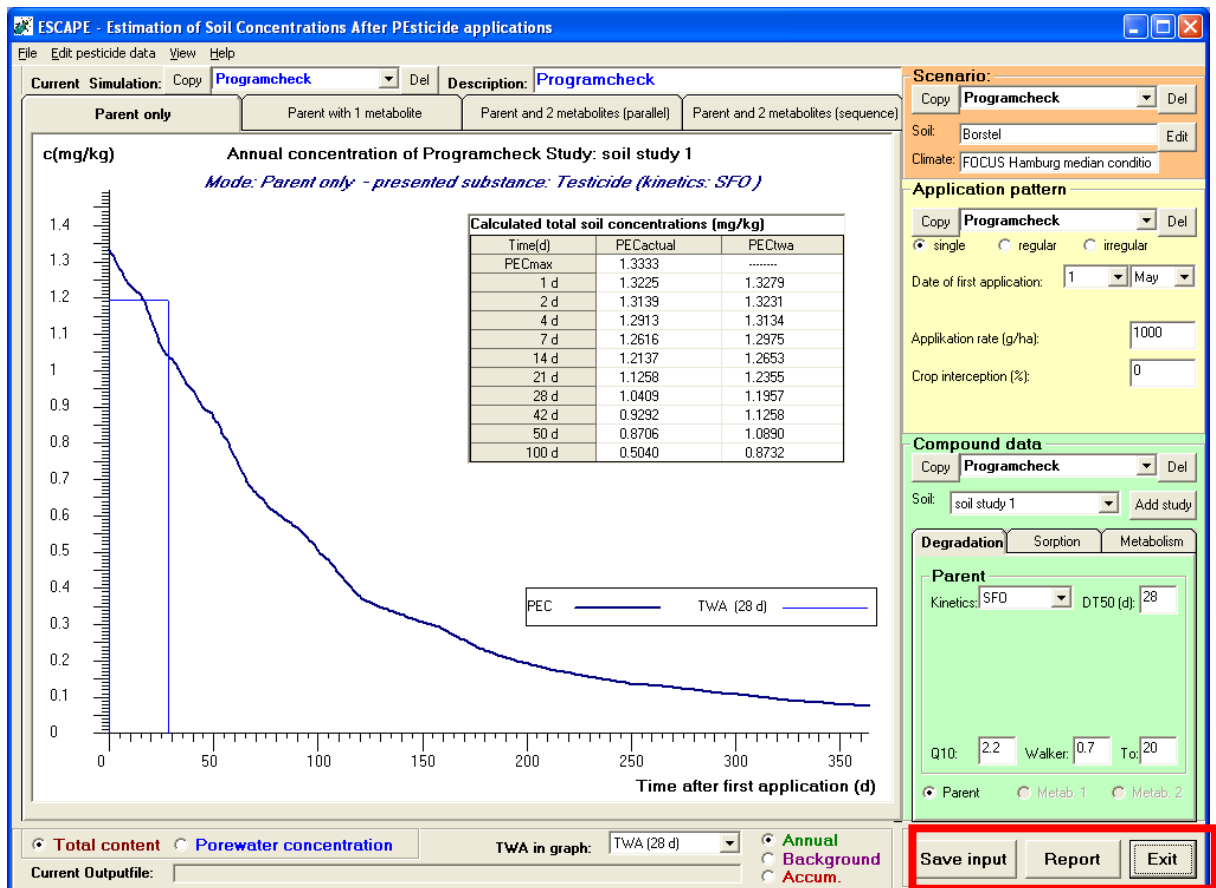 ESCAPE - Estimation of Soil Concentrations After PEsticide applications
File Edit pesticide data View Help
Current Simulation: Copy Programcheck Del Description: Programcheck
Parent only Parent with 1 metabolite Parent and 2 metabolites (parallel) Parent and 2 metabolites (sequence)
c(mg/kg) Annual concentration of Programcheck Study: soil study 1
Mode: Parent only - presented substance: Testicide (kinetics: SFO )
Calculated total soil concentrations (mg/kg)
Time(d) PECactual PECtwa
PECmax 1.3333 --------
1 d 1.3225 1.3279
2 d 1.3139 1.3231
4 d 1.2913 1.3134
7 d 1.2616 1.2975
14 d 1.2137 1.2653
21 d 1.1258 1.2355
28 d 1.0409 1.1957
42 d 0.9292 1.1258
50 d 0.8706 1.0890
100 d 0.5040 0.8732
1.4
1.3
1.2
1.1
1
0.9
0.8
0.7
0.6
0.5
0.4
0.3
0.2
0.1
0
PEC TWA (28 d)
0 50 100 150 200 250 300 350
Time after first application (d)
Scenario:
Copy Programcheck Del
Soil: Borstel Edit
Climate: FOCUS Hamburg median conditio
Application pattern
Copy Programcheck Del
single regular irregular
Date of first application: 1 May
Applikation rate (g/ha): 1000
Crop interception (%): 0
Compound data
Copy Programcheck Del
Soil: soil study 1 Add study
Degradation Sorption Metabolism
Parent
Kinetics: SFO DT50 (d): 28
Q10: 2.2 Walker: 0.7 To: 20
Parent Metab. 1 Metab. 2
Total content Porewater concentration TWA in graph: TWA (28 d) Annual
Background
Current Outputfile: Accum.
Save input Report Exit